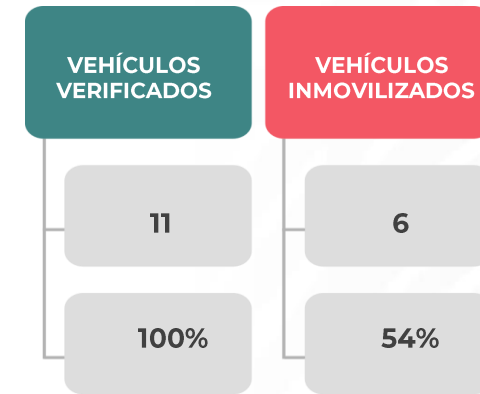 VEHÍCULOS
VERIFICADOS
11
100%
VEHÍCULOS
INMOVILIZADOS
6
54%